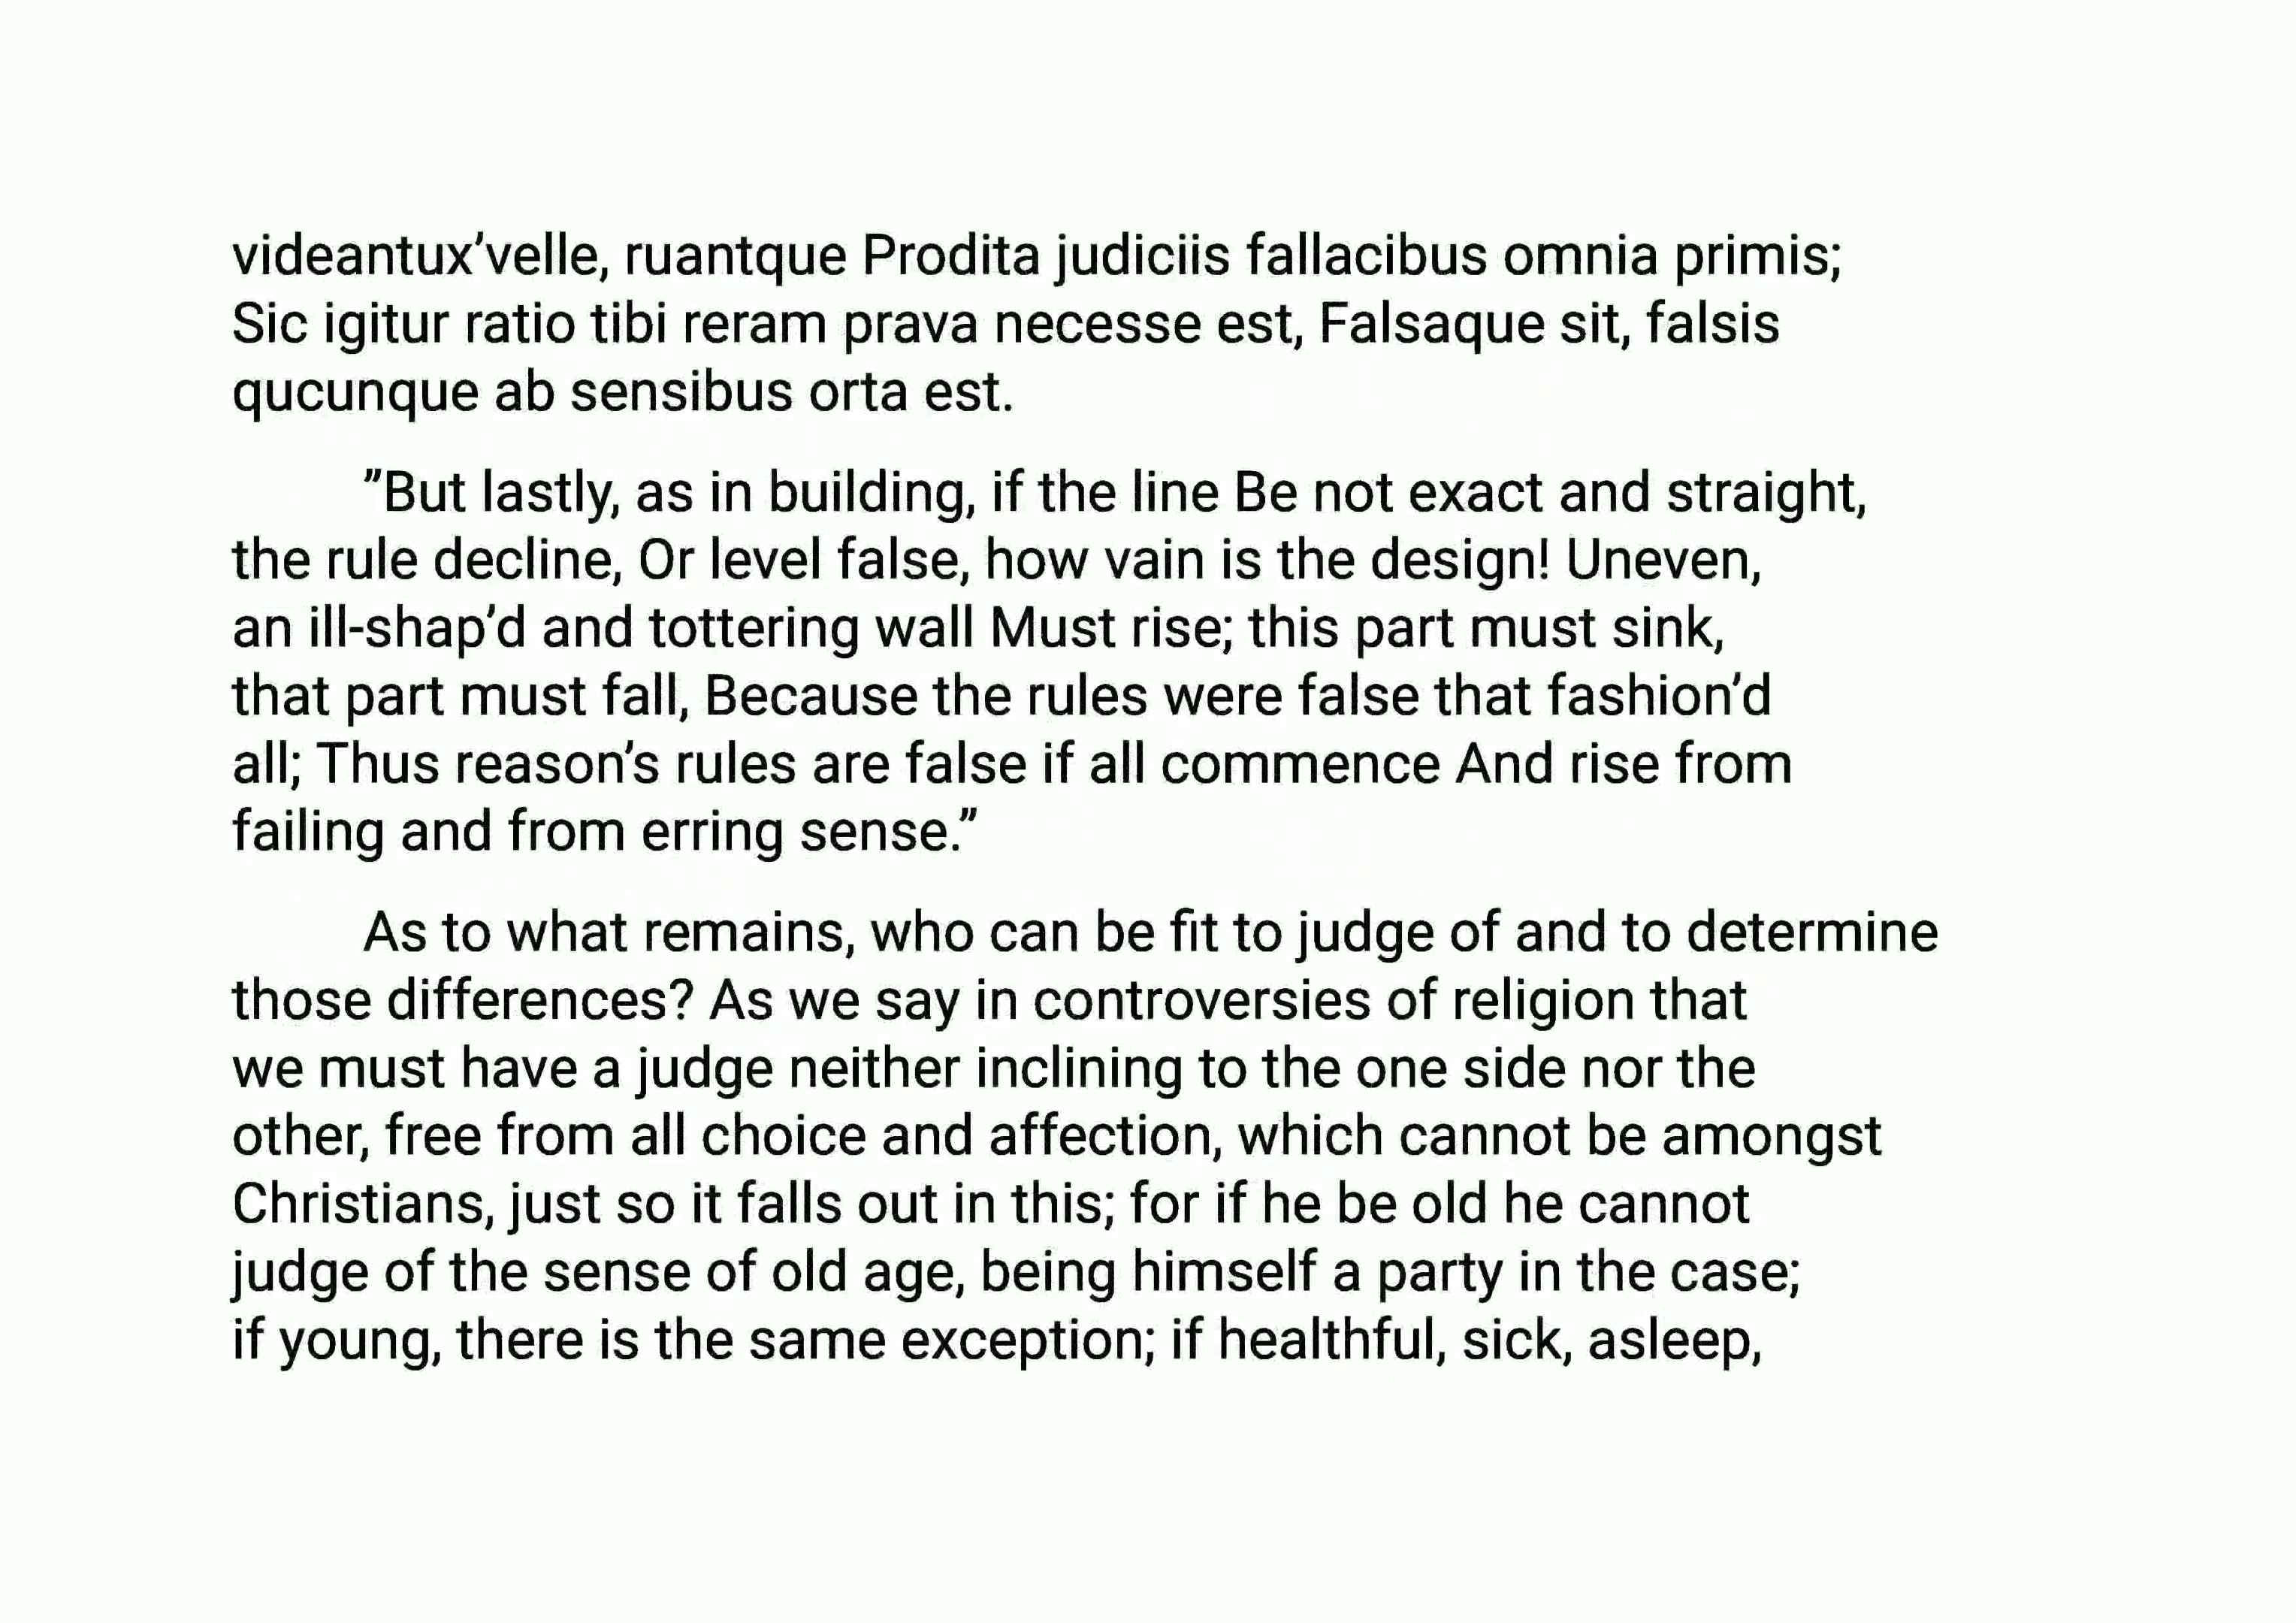 videantux’velle, ruantque Prodita judiciis fallacibus omnia primis;
Sic igitur ratio tibi reram prava necesse est, Falsaque sit, falsis
qucunque ab sensibus orta est.
”But lastly, as in building, if the line Be not exact and straight,
the rule decline, Or level false, how vain is the design! Uneven,
an ill-shap’d and tottering wall Must rise; this part must sink,
that part must fall, Because the rules were false that fashion’d
all; Thus reason’s rules are false if all commence And rise from
failing and from erring sense.”
As to what remains, who can be fit to judge of and to determine
those differences? As we say in controversies of religion that
we must have a judge neither inclining to the one side nor the
other, free from all choice and affection, which cannot be amongst
Christians, just so it falls out in this; for if he be old he cannot
judge of the sense of old age, being himself a party in the case;
if young, there is the same exception; if healthful, sick, asleep,